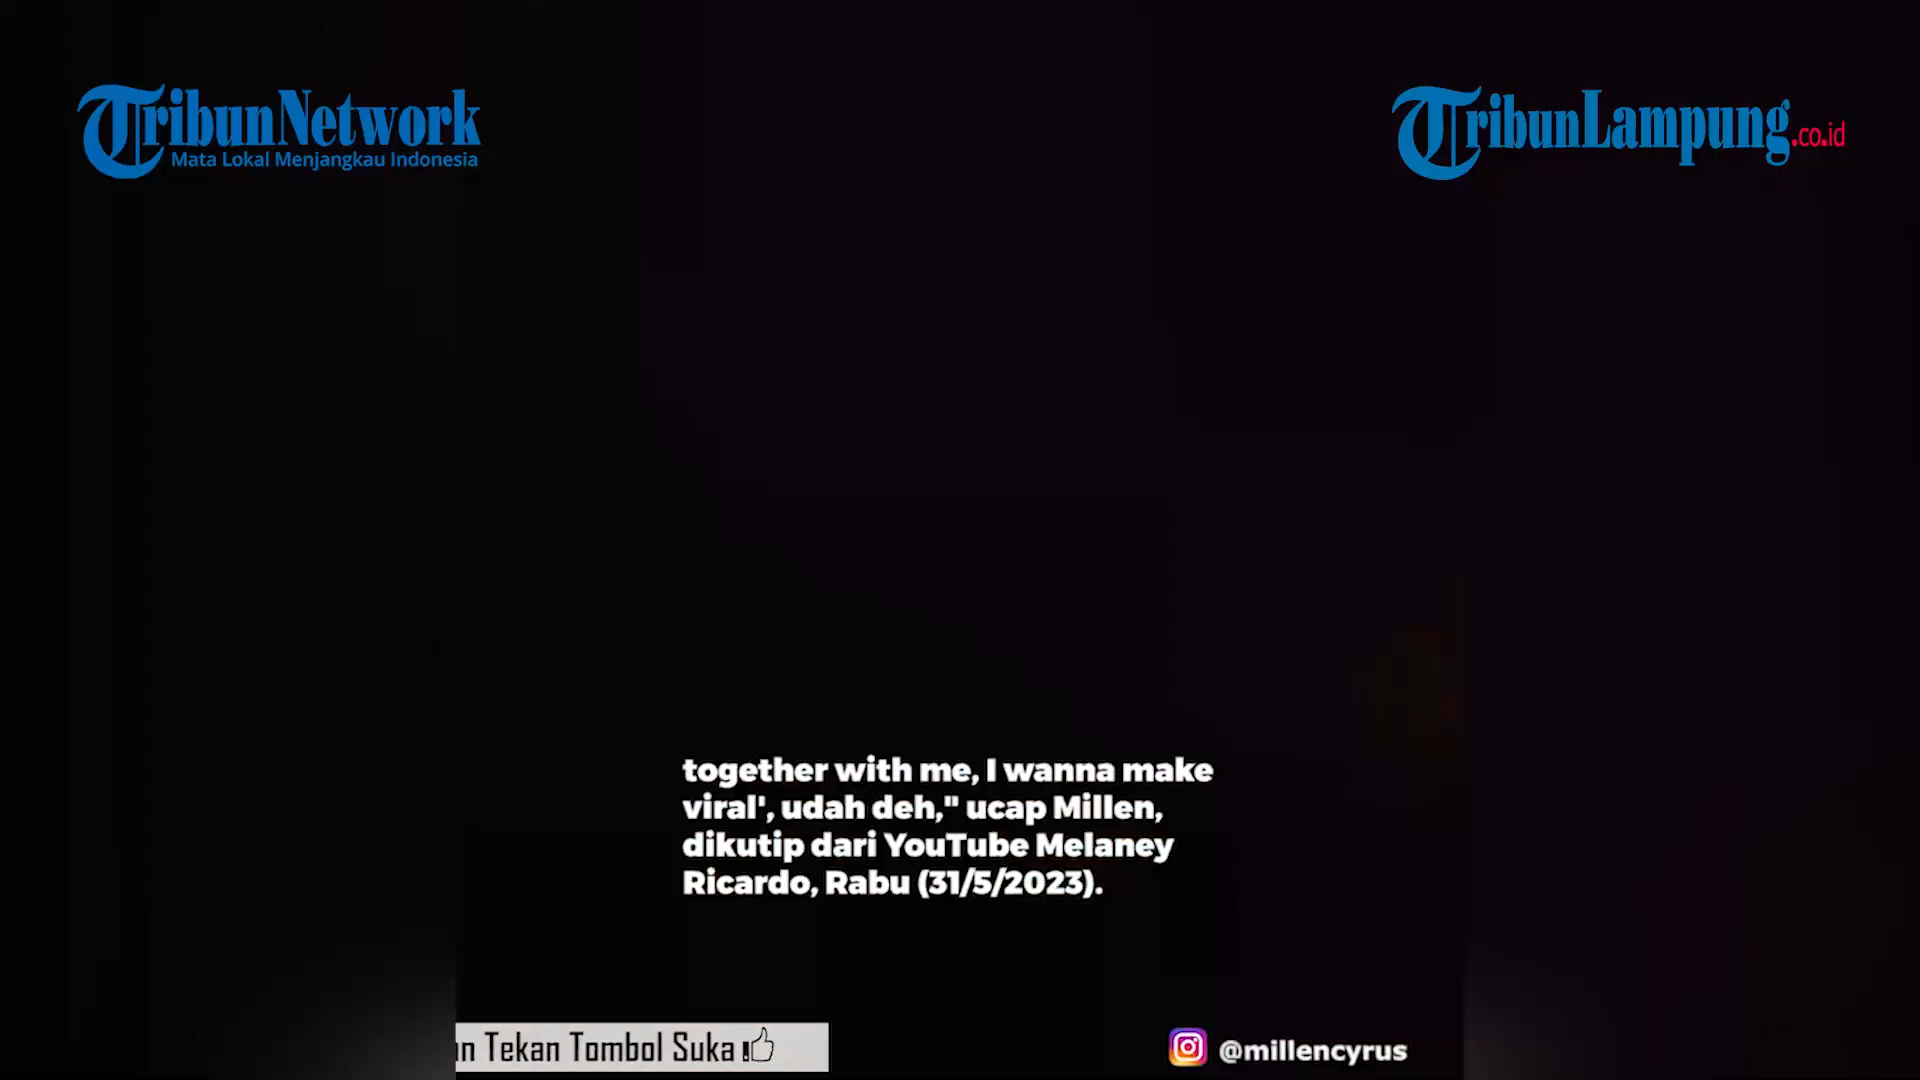 TribunNetwork
Mata Lokal Menjangkau Indonesia
TribunLampung.co.id
together with me, I wanna make
viral', udah deh," ucap Millen,
dikutip dari YouTube Melaney
Ricardo, Rabu (31/5/2023).
n Tekan Tombol Suka
@millencyrus